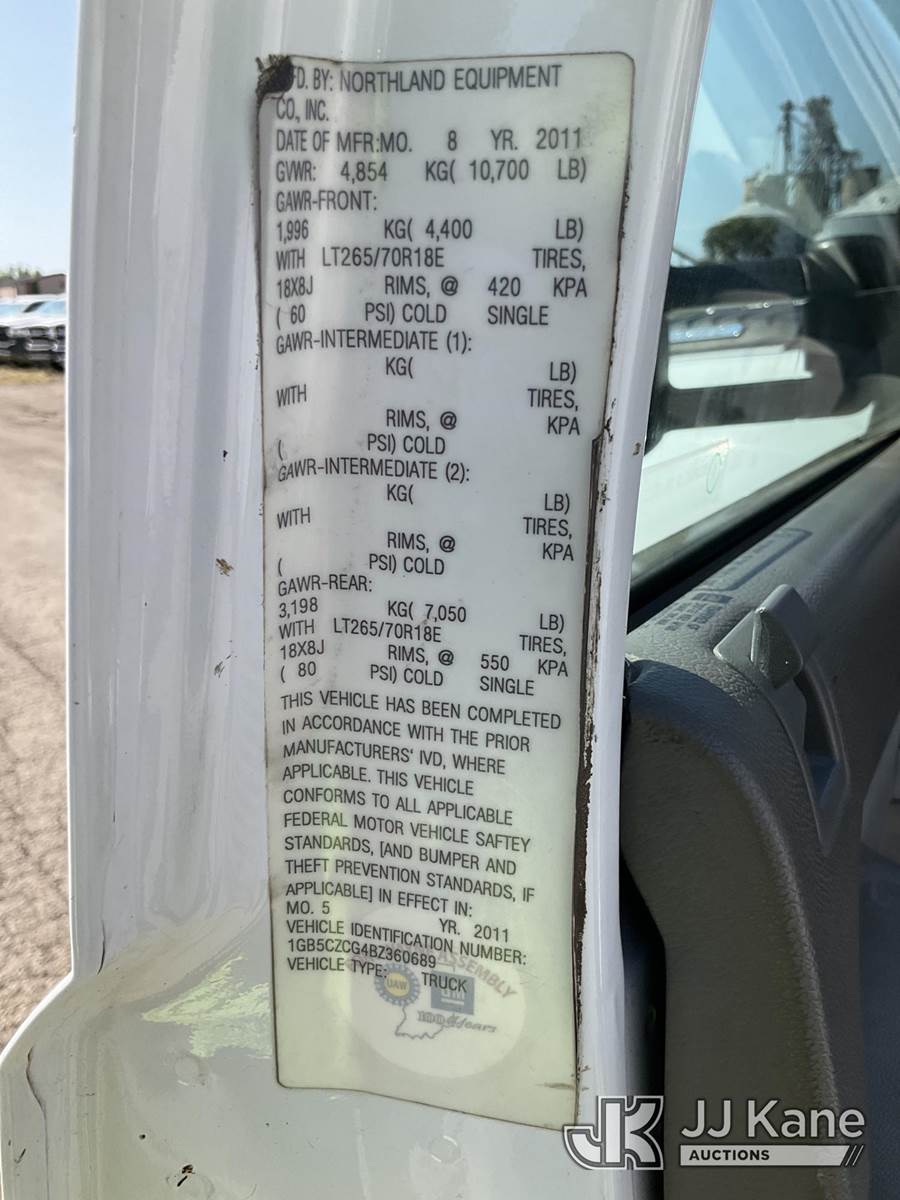 FD. BY: NORTHLAND EQUIPMENT
CO., INC.
DATE OF MFR:MO. 8 YR. 2011
GVWR: 4,854 KG( 10,700 LB)
GAWR-FRONT:
1,996 KG( 4,400 LB)
WITH LT265/70R18E TIRES,
18X8J RIMS, @ 420 KPA
( 60 PSI) COLD SINGLE
GAWR-INTERMEDIATE (1):
KG( LB)
WITH TIRES,
RIMS, @ KPA
( PSI) COLD
GAWR-INTERMEDIATE (2):
KG( LB)
WITH TIRES,
RIMS, @ KPA
( PSI) COLD
GAWR-REAR:
3,198 KG( 7,050 LB)
WITH LT265/70R18E TIRES,
18X8J RIMS, @ 550 KPA
( 80 PSI) COLD SINGLE
THIS VEHICLE HAS BEEN COMPLETED
IN ACCORDANCE WITH THE PRIOR
MANUFACTURERS' IVD, WHERE
APPLICABLE. THIS VEHICLE
CONFORMS TO ALL APPLICABLE
FEDERAL MOTOR VEHICLE SAFTEY
STANDARDS, [AND BUMPER AND
THEFT PREVENTION STANDARDS, IF
APPLICABLE] IN EFFECT IN:
MO. 5 YR. 2011
VEHICLE IDENTIFICATION NUMBER:
1GB5CZCG4BZ360689
VEHICLE TYPE: TRUCK
ASSEMBLY
UAW GM
100 Years
JK JJ Kane
AUCTIONS